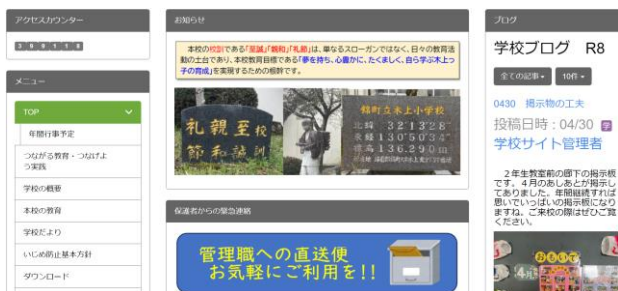 アクセスカウンター
メニュー
TOP
年間行事予定
つながる教育・つなげよ
う実践
学校の概要
本校の教育
学校だより
いじめ防止基本方針
ダウンロード
お知らせ
本校の校訓である「至誠」「親和」「礼節」は、単なるスローガンではなく、日々の教育活
動の土台であり、本校教育目標である「夢を持ち、心豊かに、たくましく、自ら学ぶ木上っ
子の育成」を実現するための根幹です。
礼親至校
節和誠訓
錦町立木上小学校
北緯 32°13′28″
東経 130°50′34″
標高 136.290m
保護者からの緊急連絡
管理職への直送便
お気軽にご利用を!!
ブログ
学校ブログ R8
全ての記事
10件
0430 掲示物の工夫
投稿日時 : 04/30
学校サイト管理者
2年生教室前の廊下の掲示板
です。4月のあしあとが掲示し
てありました。年間継続すれば
思いでいっぱいの掲示板になり
ますね。ご来校の際はぜひご覧
ください。
おもいで
4月